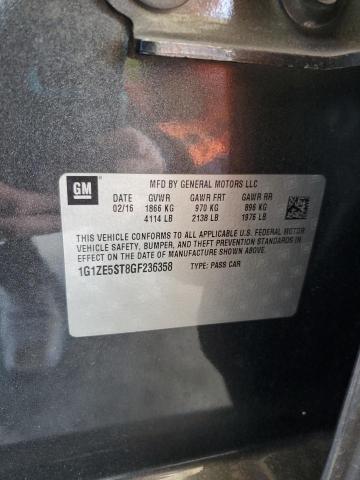 GM
MFD BY GENERAL MOTORS LLC
DATE GVWR GAWR FRT GAWR RR
02/16 1866 KG 970 KG 896 KG
4114 LB 2138 LB 1976 LB
THIS VEHICLE CONFORMS TO ALL APPLICABLE U.S. FEDERAL MOTOR
VEHICLE SAFETY, BUMPER, AND THEFT PREVENTION STANDARDS IN
EFFECT ON THE DATE OF MANUFACTURE SHOWN ABOVE.
1G1ZE5ST8GF236358 TYPE: PASS CAR